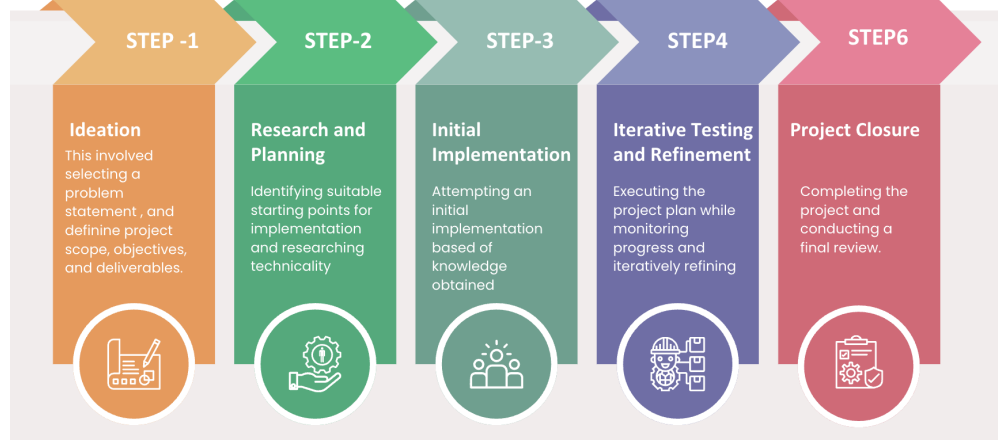 STEP -1
Ideation
This involved
selecting a
problem
statement , and
definine project
scope, objectives,
and deliverables.
STEP-2
Research and
Planning
Identifying suitable
starting points for
implementation
and researching
technicality
STEP-3
Initial
Implementation
Attempting an
initial
implementation
based of
knowledge
obtained
STEP4
Iterative Testing
and Refinement
Executing the
project plan while
monitoring
progress and
iteratively refining
STEP6
Project Closure
Completing the
project and
conducting a
final review.